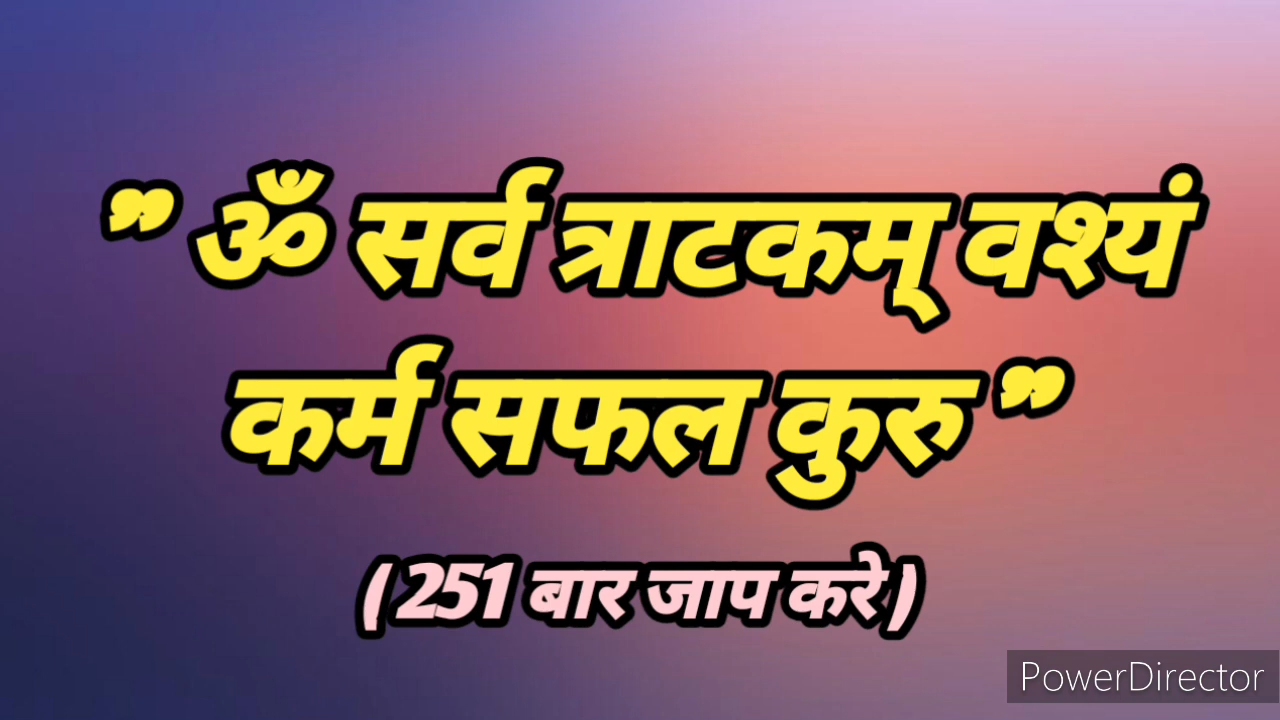 ” ॐ सर्व त्राटकम् वश्यं
कर्म सफल कुरु ”
( 251 बार जाप करे )
PowerDirector